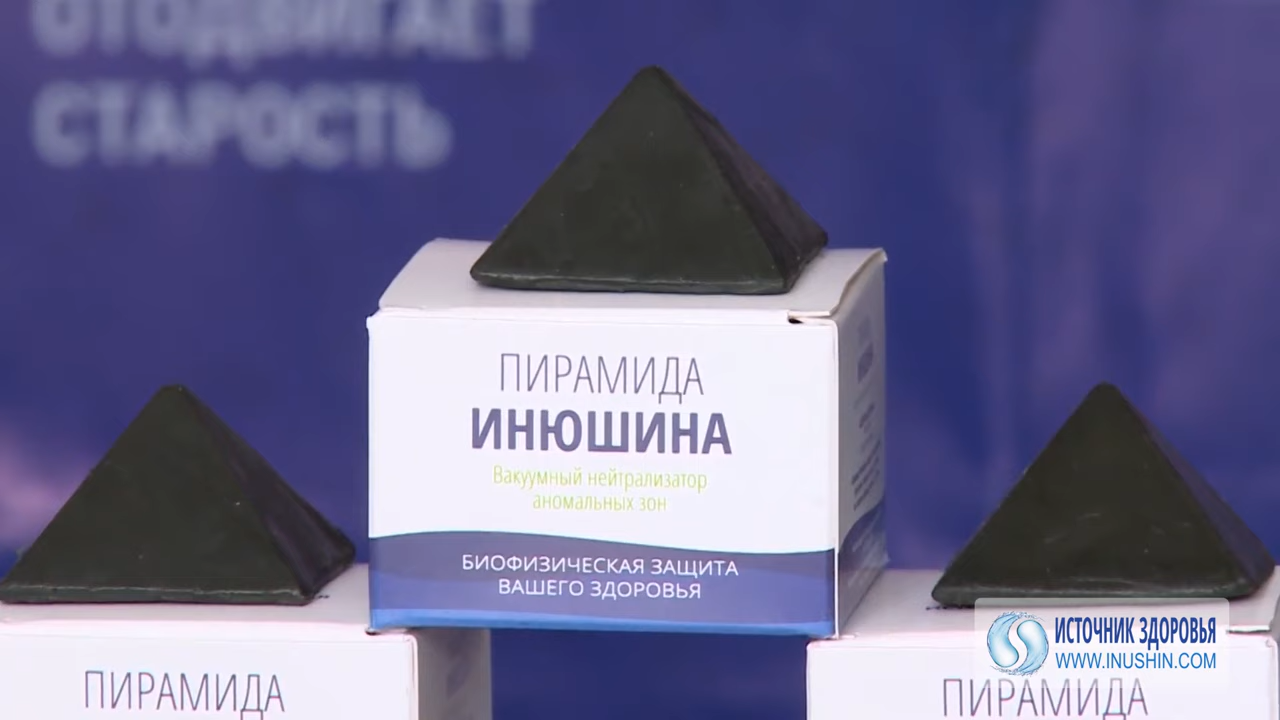 ОТОДВИГАЕТ
СТАРОСТЬ
ПИРАМИДА
ИНЮШИНА
Вакуумный нейтрализатор
аномальных зон
БИОФИЗИЧЕСКАЯ ЗАЩИТА
ВАШЕГО ЗДОРОВЬЯ
ПИРАМИДА
ПИРАМИДА
ИСТОЧНИК ЗДОРОВЬЯ
WWW.INUSHIN.COM